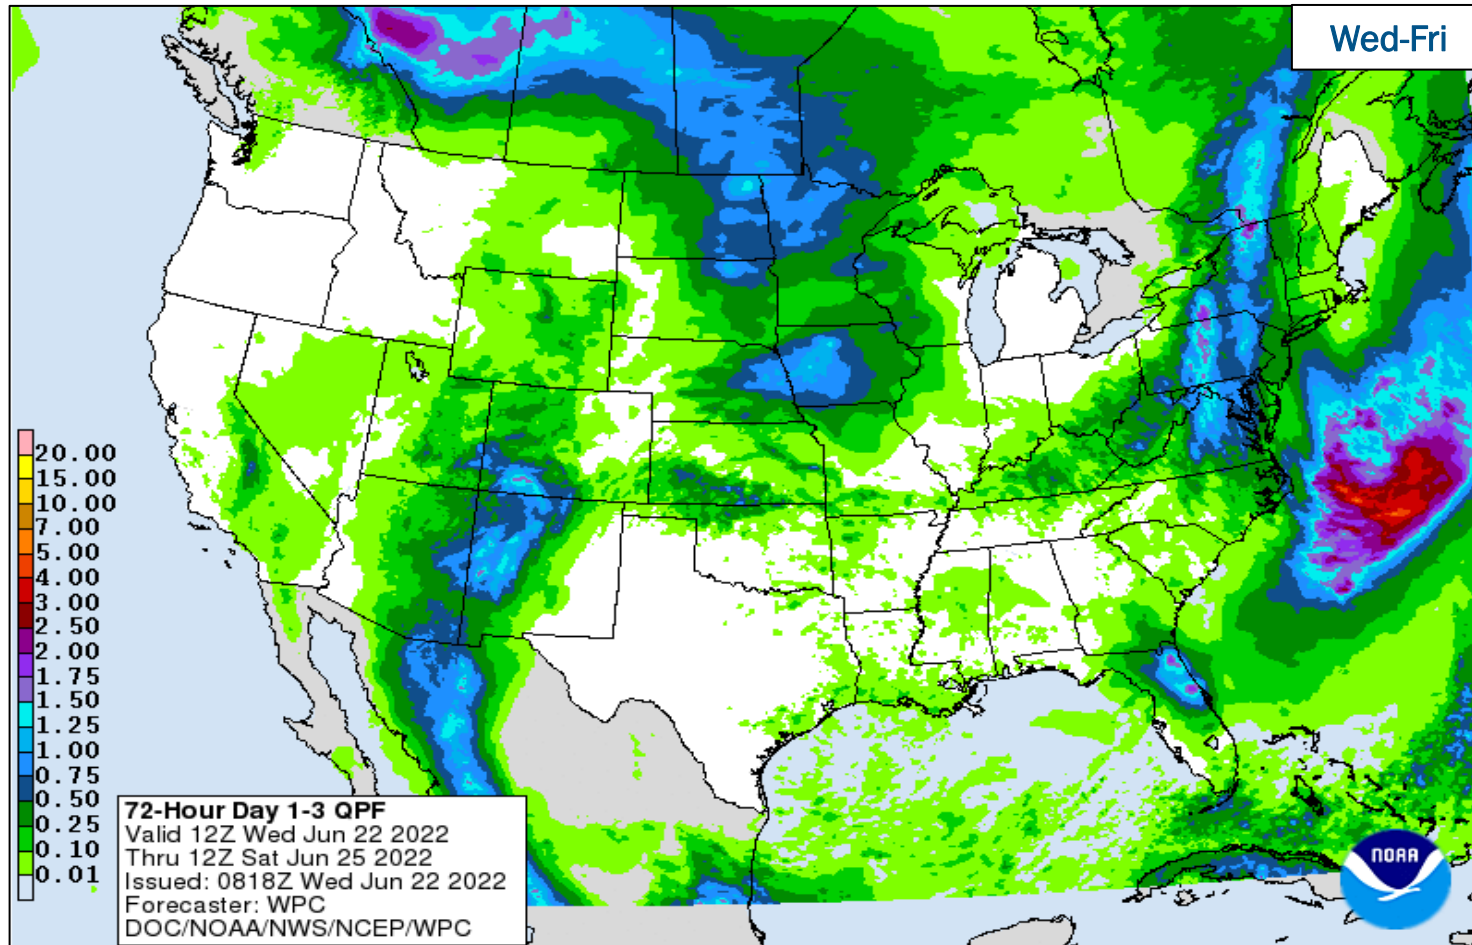 Wed-Fri
20.00
15.00
10.00
7.00
5.00
4.00
3.00
2.50
2.00
1.75
1.50
1.25
1.00
0.75
0.50
0.25
0.10
0.01
72-Hour Day 1-3 QPF
Valid 12Z Wed Jun 22 2022
Thru 12Z Sat Jun 25 2022
Issued: 0818Z Wed Jun 22 2022
Forecaster: WPC
DOC/NOAA/NWS/NCEP/WPC
NOAA